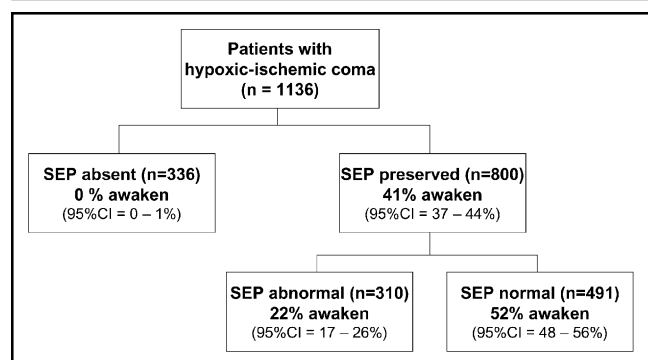 Patients with
hypoxic-ischemic coma
(n = 1136)
SEP absent (n=336)
0 % awaken
(95%CI = 0 – 1%)
SEP preserved (n=800)
41% awaken
(95%CI = 37 – 44%)
SEP abnormal (n=310)
22% awaken
(95%CI = 17 – 26%)
SEP normal (n=491)
52% awaken
(95%CI = 48 – 56%)